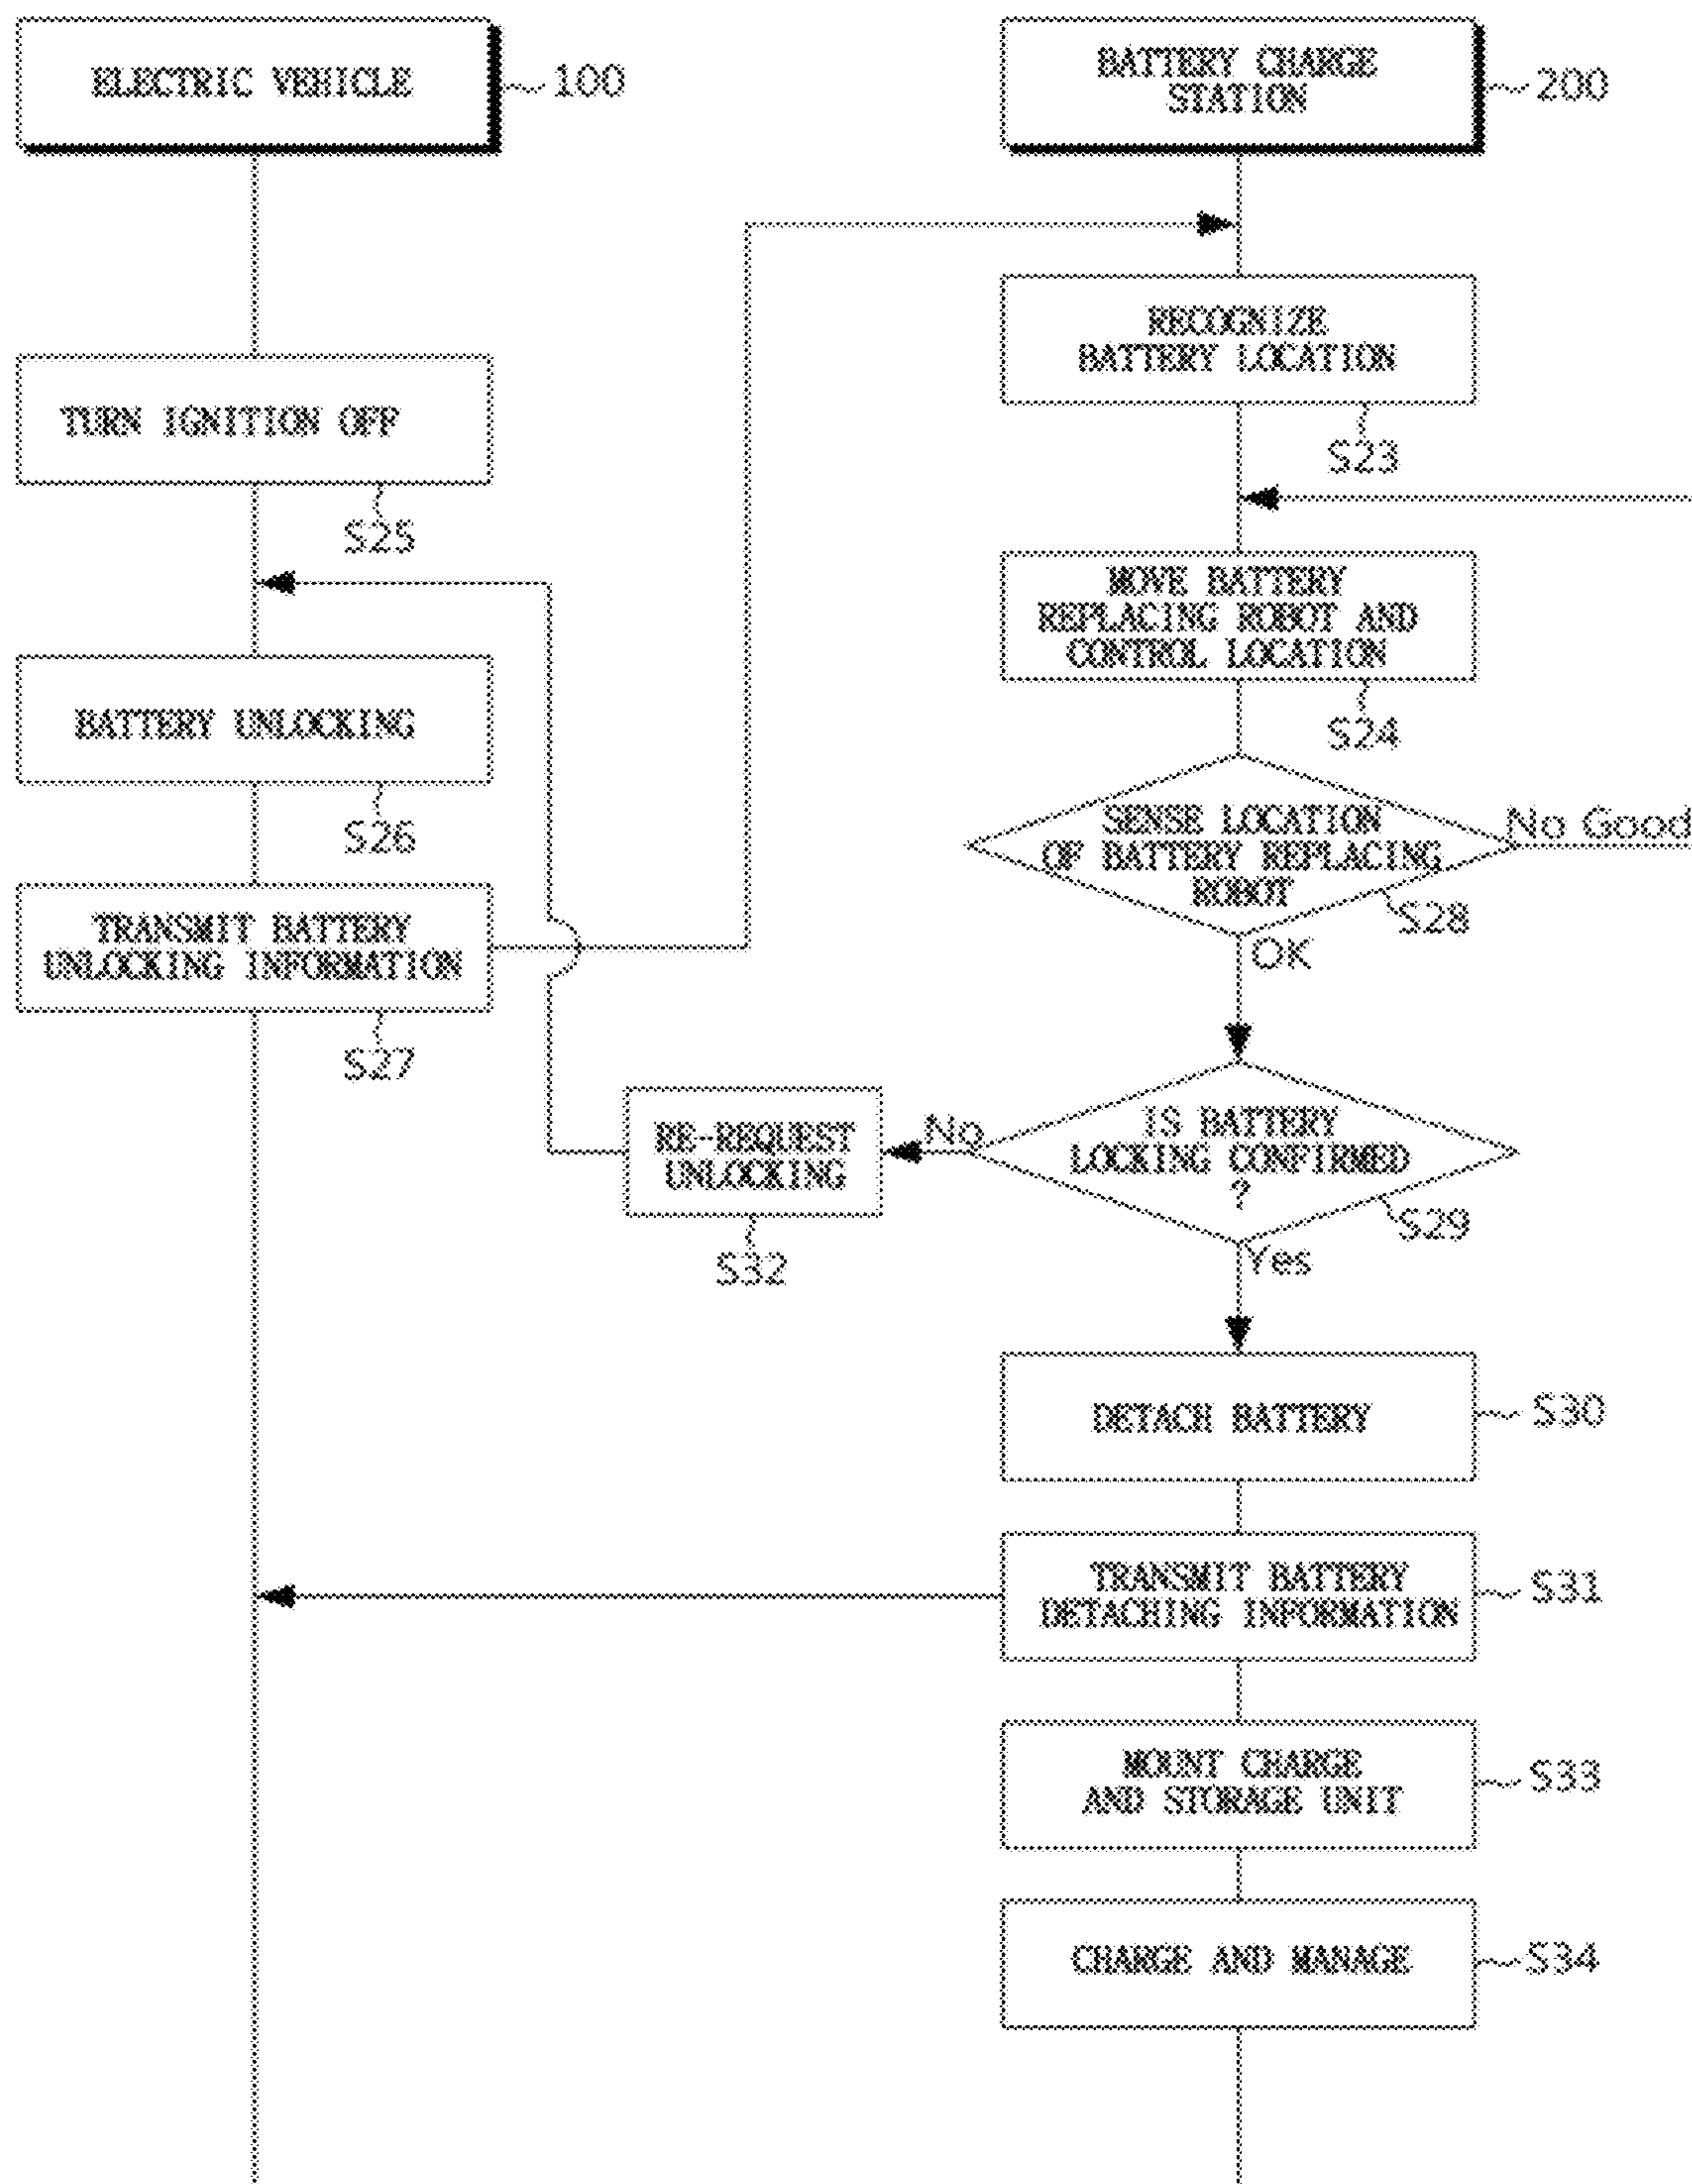 ELECTRIC VEHICLE
100
BATTERY CHARGE
STATION
200
RECOGNIZE
BATTERY LOCATION
S23
TURN IGNITION OFF
S25
MOVE BATTERY
REPLACING ROBOT AND
CONTROL LOCATION
S24
BATTERY UNLOCKING
S26
SENSE LOCATION
OF BATTERY REPLACING
ROBOT
No Good
S28
OK
TRANSMIT BATTERY
UNLOCKING INFORMATION
S27
RE-REQUEST
UNLOCKING
S32
No
IS BATTERY
LOCKING CONFIRMED
?
S29
Yes
DETACH BATTERY
S30
TRANSMIT BATTERY
DETACHING INFORMATION
S31
MOUNT CHARGE
AND STORAGE UNIT
S33
CHARGE AND MANAGE
S34